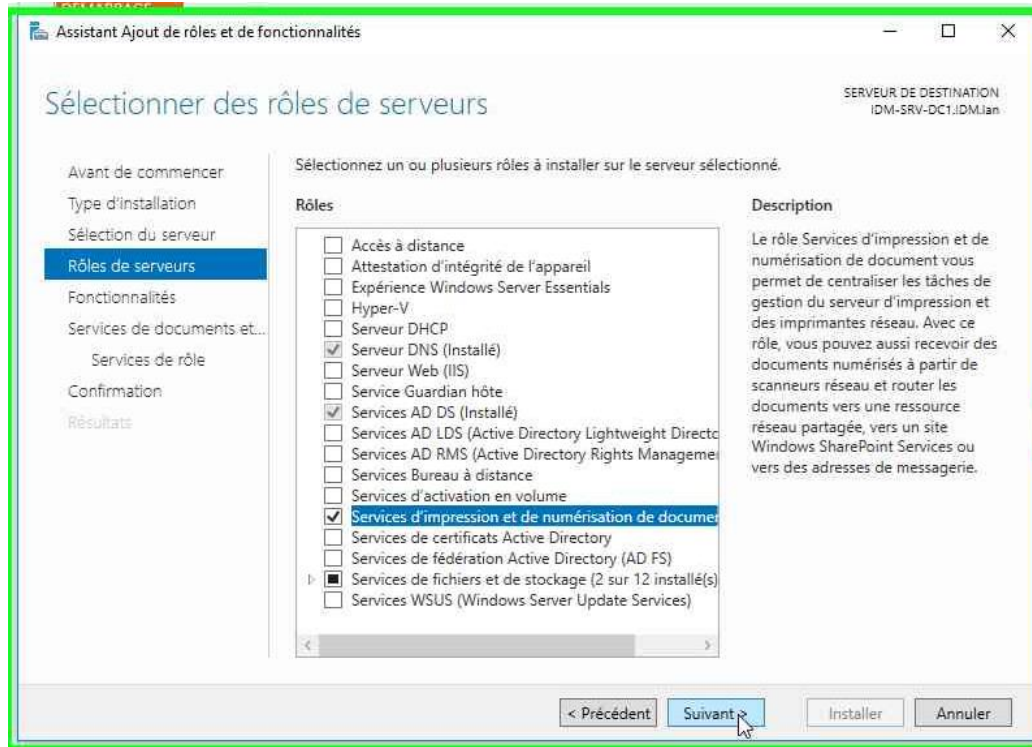 DEMARRAGE
Assistant Ajout de rôles et de fonctionnalités
Sélectionner des rôles de serveurs
SERVEUR DE DESTINATION
IDM-SRV-DC1.IDM.lan
Avant de commencer
Type d'installation
Sélection du serveur
Rôles de serveurs
Fonctionnalités
Services de documents et...
Services de rôle
Confirmation
Résultats
Sélectionnez un ou plusieurs rôles à installer sur le serveur sélectionné.
Rôles
Accès à distance
Attestation d'intégrité de l'appareil
Expérience Windows Server Essentials
Hyper-V
Serveur DHCP
Serveur DNS (Installé)
Serveur Web (IIS)
Service Guardian hôte
Services AD DS (Installé)
Services AD LDS (Active Directory Lightweight Directo
Services AD RMS (Active Directory Rights Managemen
Services Bureau à distance
Services d'activation en volume
Services d'impression et de numérisation de documen
Services de certificats Active Directory
Services de fédération Active Directory (AD FS)
Services de fichiers et de stockage (2 sur 12 installé(s)
Services WSUS (Windows Server Update Services)
Description
Le rôle Services d'impression et de
numérisation de document vous
permet de centraliser les tâches de
gestion du serveur d'impression et
des imprimantes réseau. Avec ce
rôle, vous pouvez aussi recevoir des
documents numérisés à partir de
scanneurs réseau et router les
documents vers une ressource
réseau partagée, vers un site
Windows SharePoint Services ou
vers des adresses de messagerie.
< Précédent
Suivant >
Installer
Annuler